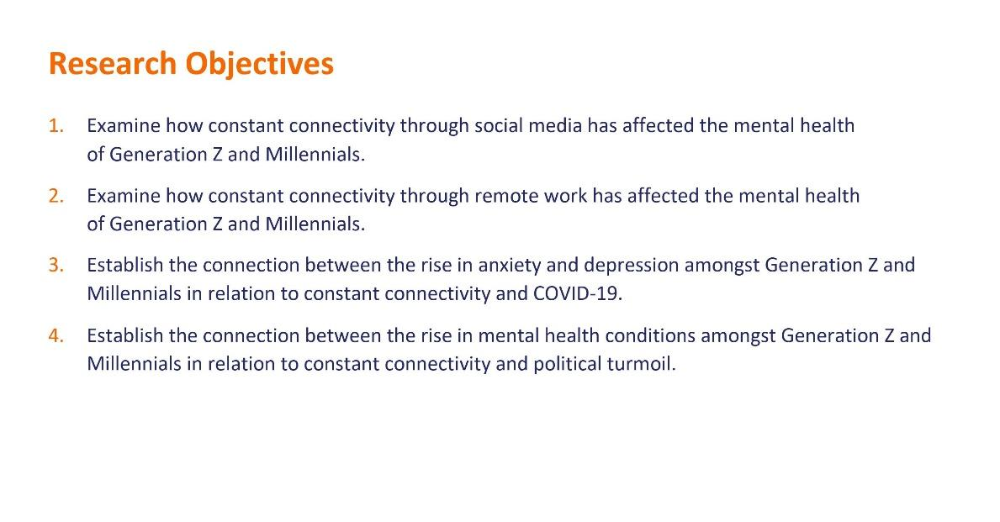 Research Objectives
1. Examine how constant connectivity through social media has affected the mental health
of Generation Z and Millennials.
2. Examine how constant connectivity through remote work has affected the mental health
of Generation Z and Millennials.
3. Establish the connection between the rise in anxiety and depression amongst Generation Z and
Millennials in relation to constant connectivity and COVID-19.
4. Establish the connection between the rise in mental health conditions amongst Generation Z and
Millennials in relation to constant connectivity and political turmoil.